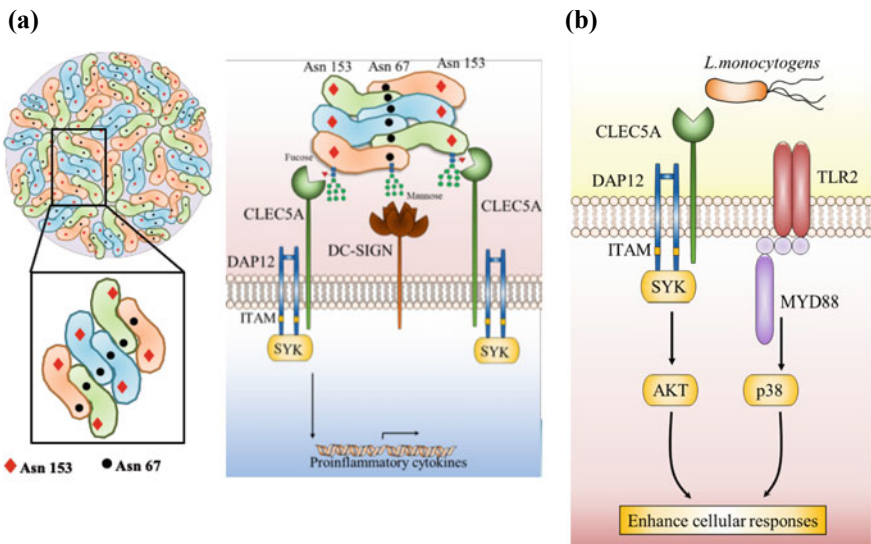 (a)
Asn 153 Asn 67 Asn 153
Fucose
Mannose
CLEC5A
CLEC5A
DC-SIGN
DAP12
ITAM
SYK
SYK
Proinflammatory cytokines
Asn 153 Asn 67
(b)
L.monocytogens
CLEC5A
DAP12
TLR2
ITAM
SYK
MYD88
AKT
p38
Enhance cellular responses